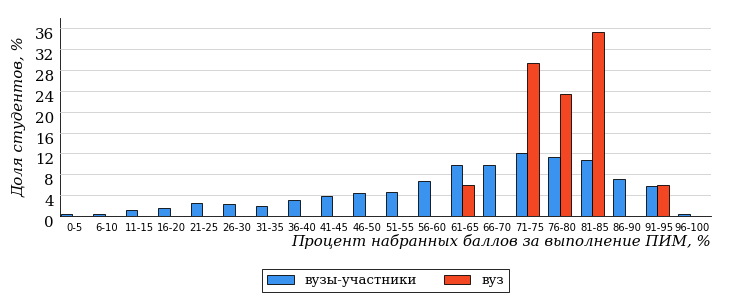 Доля студентов, %
36
32
28
24
20
16
12
8
4
0
0-5 6-10 11-15 16-20 21-25 26-30 31-35 36-40 41-45 46-50 51-55 56-60 61-65 66-70 71-75 76-80 81-85 86-90 91-95 96-100
Процент набранных баллов за выполнение ПИМ, %
вузы-участники вуз